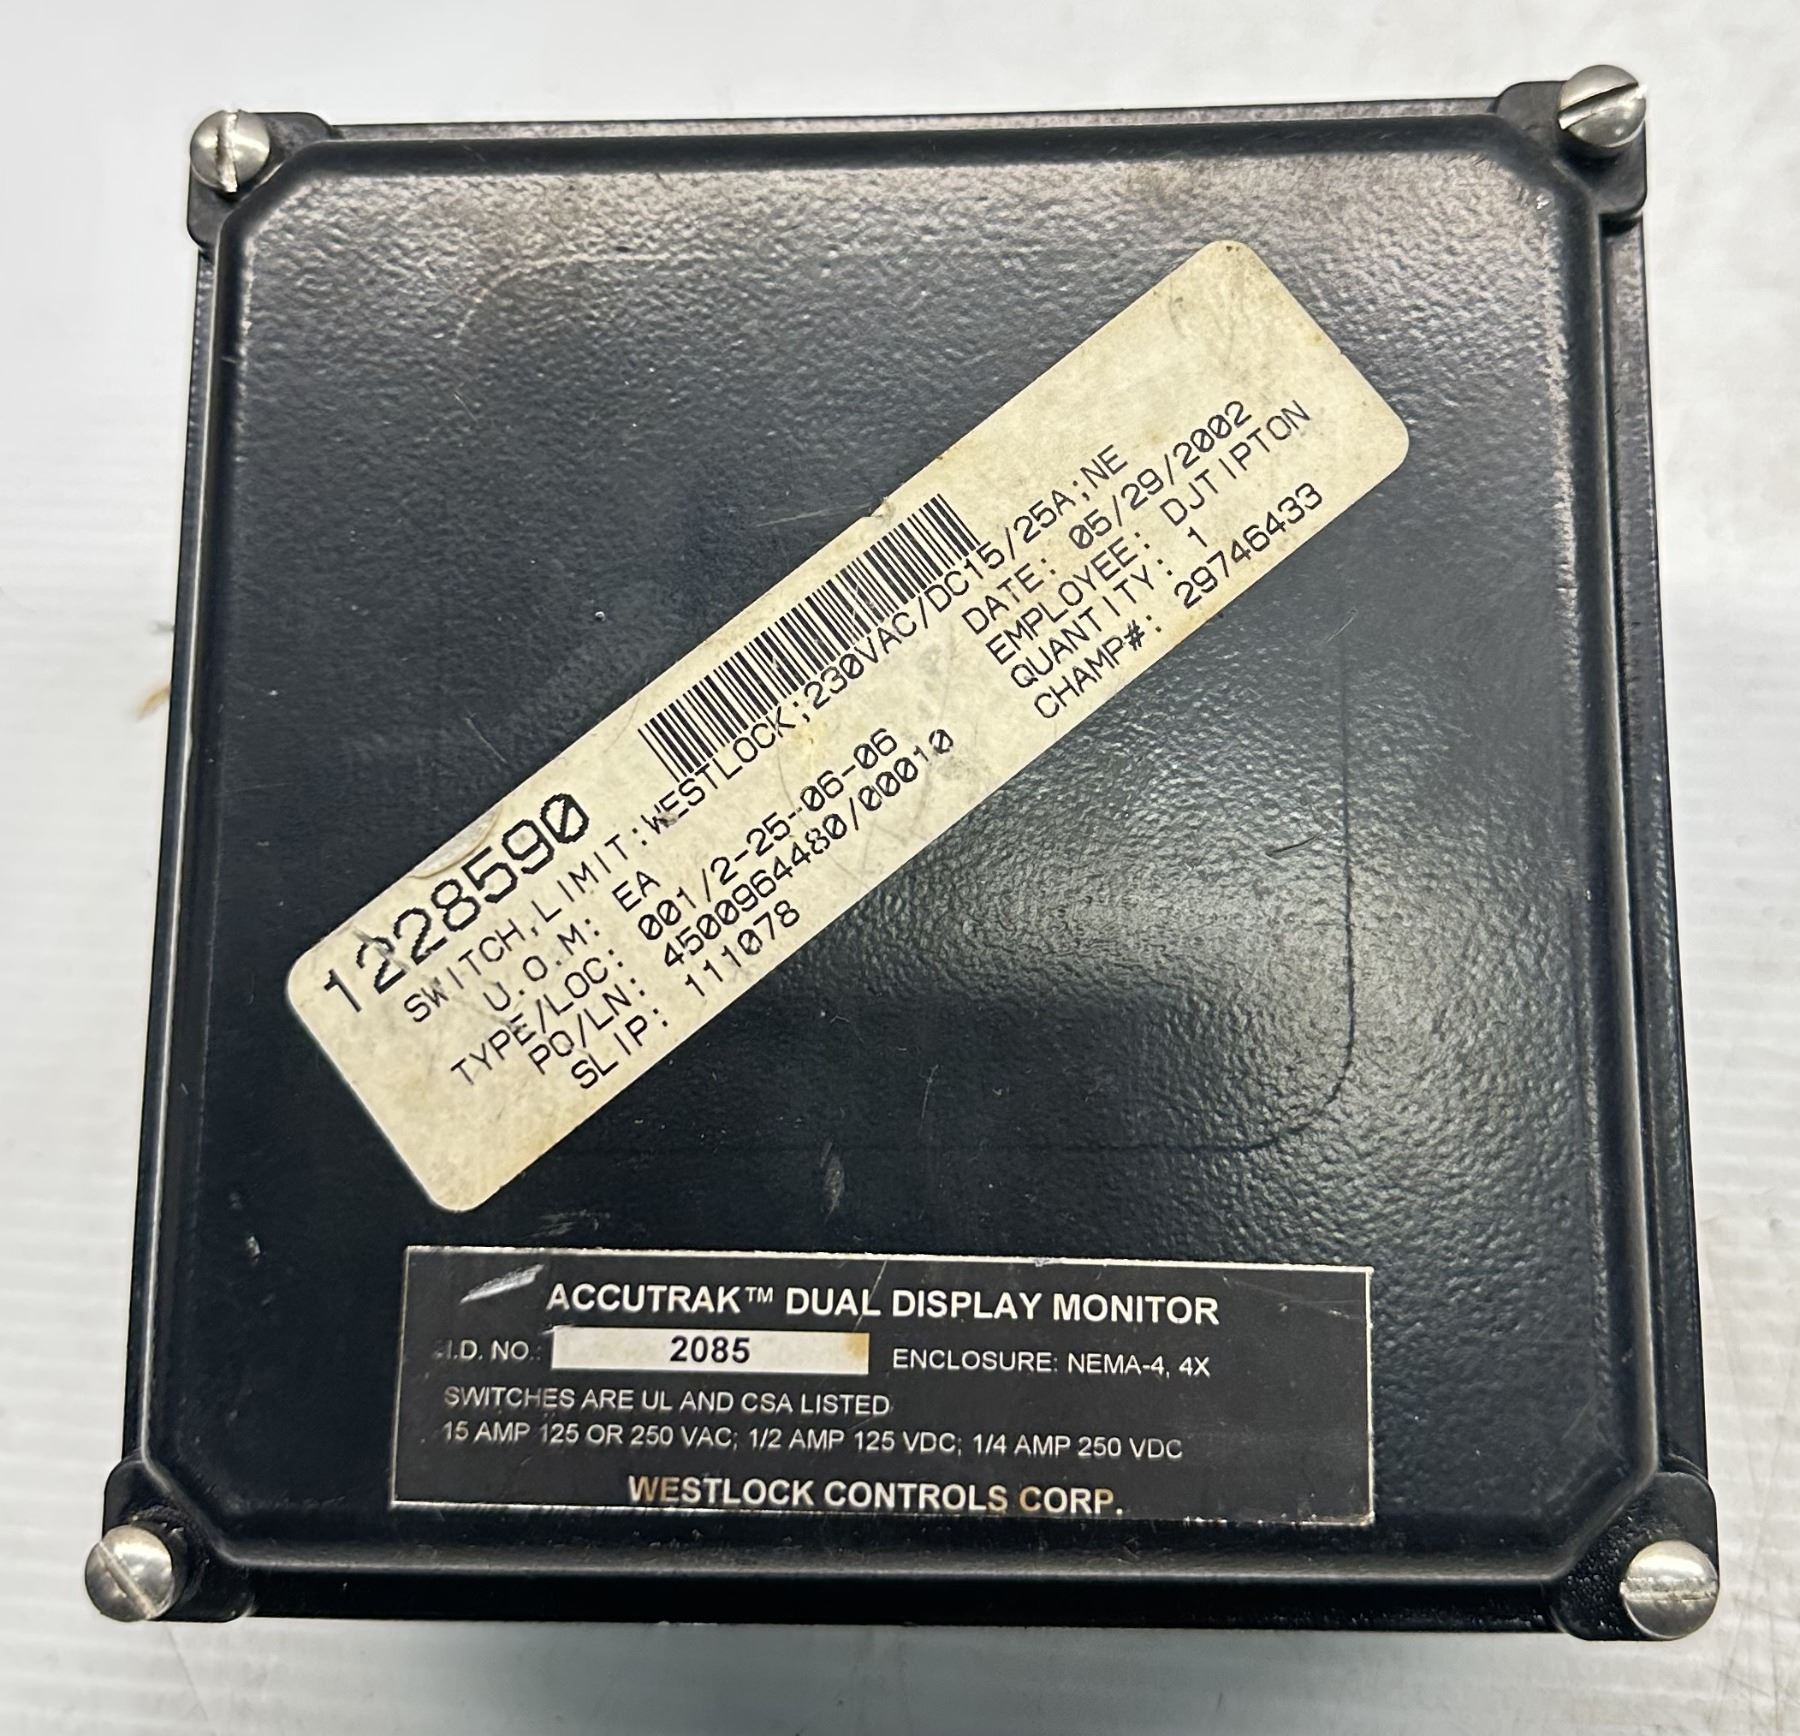 1228590
SWITCH,LIMIT:WESTLOCK;230VAC/DC15/25A;NE
U.O.M: EA
TYPE/LOC: 001/2-25-06-06
PO/LN: 4500964480/00010
SLIP: 111078
DATE: 05/29/2002
EMPLOYEE: DJTIPTON
QUANTITY: 1
CHAMP#: 29746433
ACCUTRAK™ DUAL DISPLAY MONITOR
I.D. NO.: 2085 ENCLOSURE: NEMA-4, 4X
SWITCHES ARE UL AND CSA LISTED
15 AMP 125 OR 250 VAC; 1/2 AMP 125 VDC; 1/4 AMP 250 VDC
WESTLOCK CONTROLS CORP.